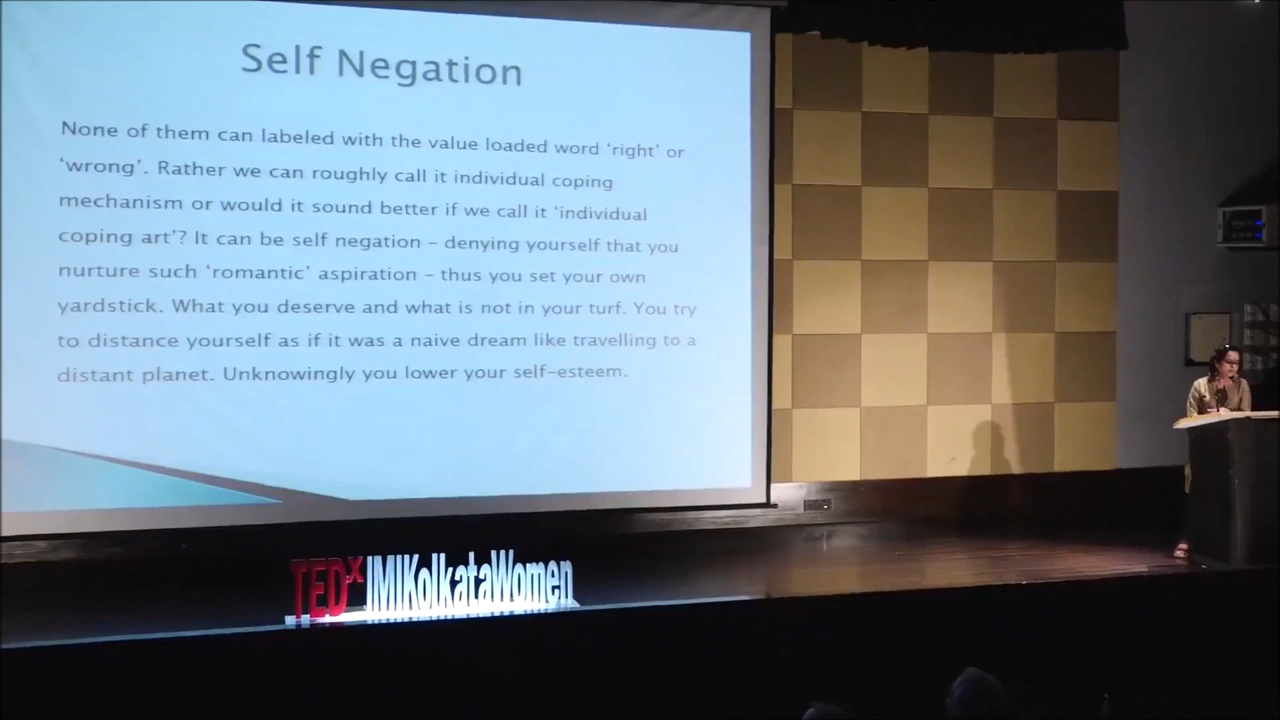 Self Negation
None of them can labeled with the value loaded word ‘right’ or
‘wrong’. Rather we can roughly call it individual coping
mechanism or would it sound better if we call it ‘individual
coping art’? It can be self negation – denying yourself that you
nurture such ‘romantic’ aspiration – thus you set your own
yardstick. What you deserve and what is not in your turf. You try
to distance yourself as if it was a naive dream like travelling to a
distant planet. Unknowingly you lower your self-esteem.
TEDx IMIKolkataWomen